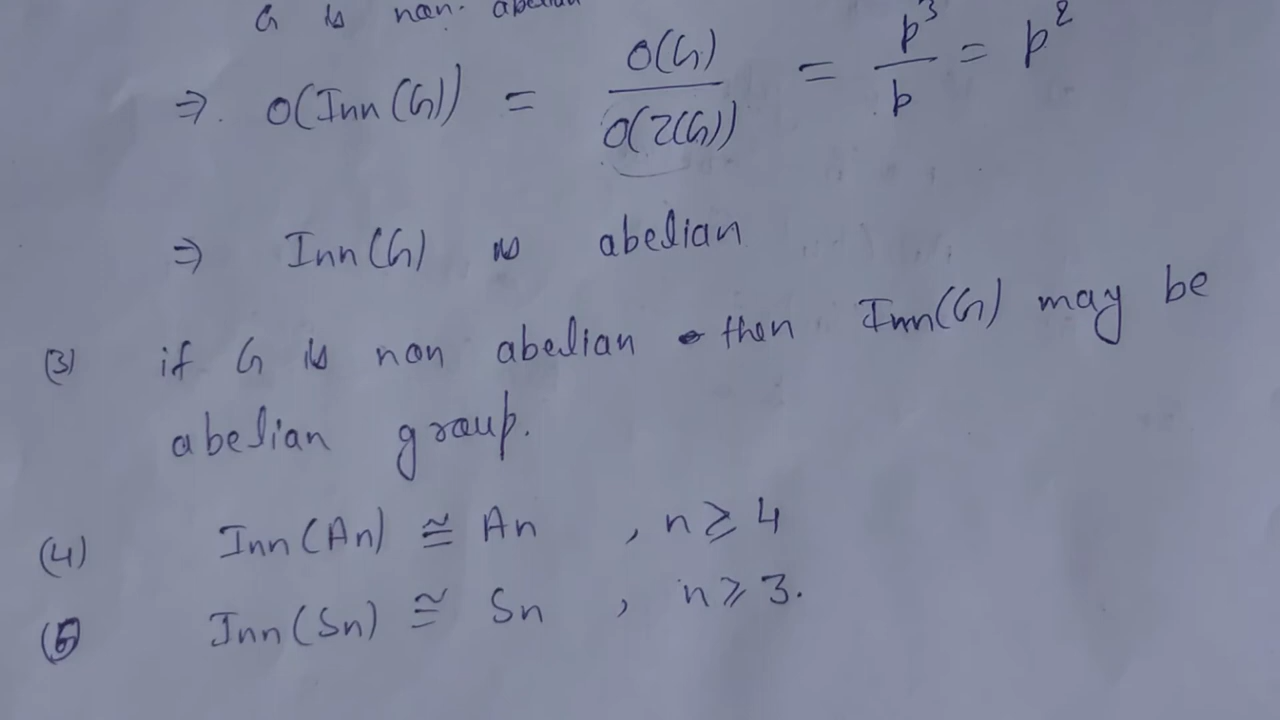 G is non-abelian
⇒ O(Inn(G)) = O(G)/O(Z(G)) = p³/p = p²
⇒ Inn(G) is abelian
(3) if G is non abelian then Inn(G) may be
abelian group.
(4) Inn(An) ≅ An , n ≥ 4
(5) Inn(Sn) ≅ Sn , n ≥ 3.